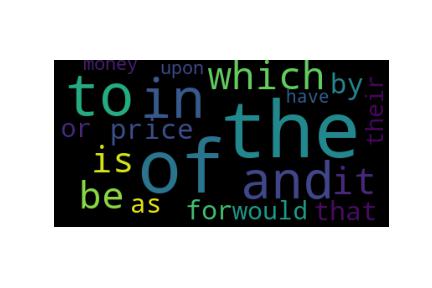 money upon which
to in have by their
or price the
is of and it
be as for would that